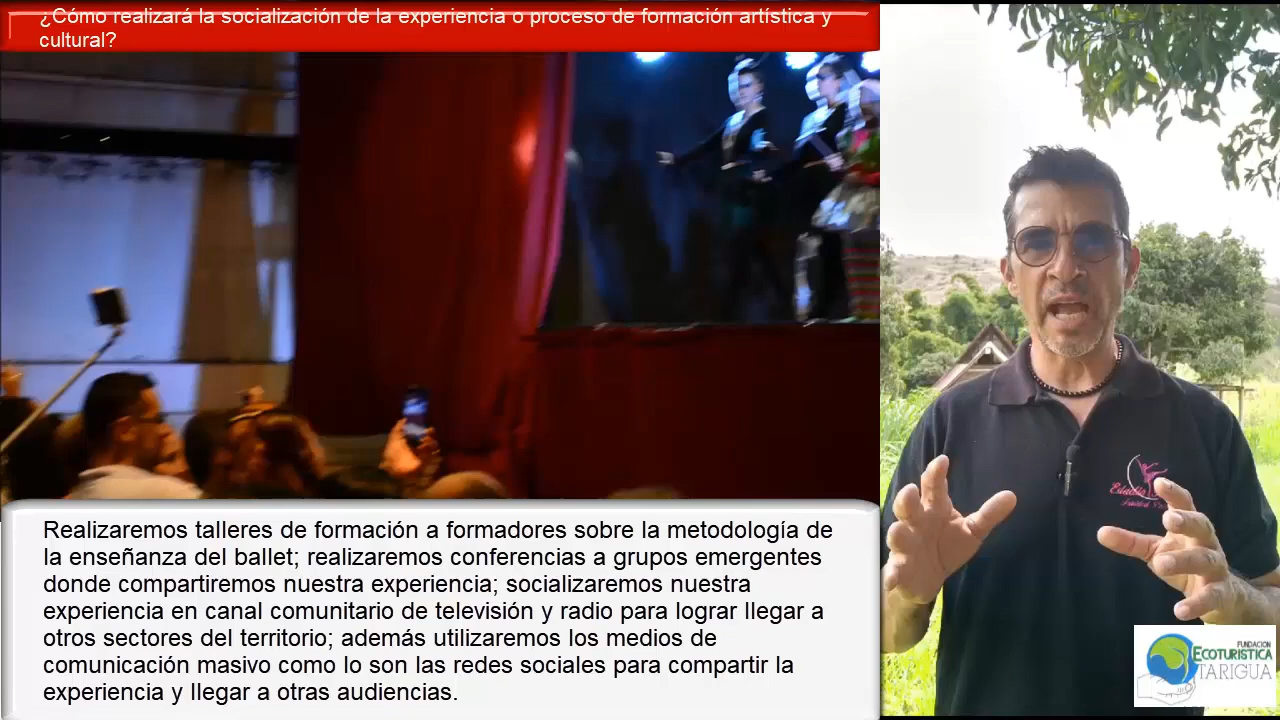 ¿Cómo realizará la socialización de la experiencia o proceso de formación artística y
cultural?
Realizaremos talleres de formación a formadores sobre la metodología de
la enseñanza del ballet; realizaremos conferencias a grupos emergentes
donde compartiremos nuestra experiencia; socializaremos nuestra
experiencia en canal comunitario de televisión y radio para lograr llegar a
otros sectores del territorio; además utilizaremos los medios de
comunicación masivo como lo son las redes sociales para compartir la
experiencia y llegar a otras audiencias.
FUNDACION
ECOTURISTICA
TARIGUA